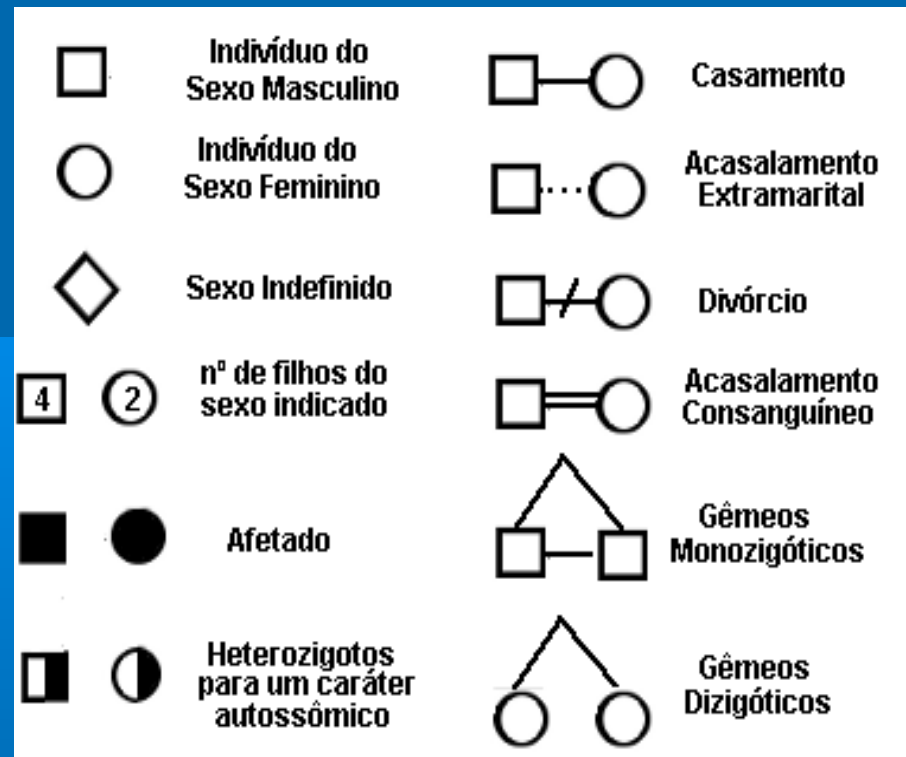 Indivíduo do
Sexo Masculino
Indivíduo do
Sexo Feminino
Sexo Indefinido
4 2
nº de filhos do
sexo indicado
Afetado
Heterozigotos
para um caráter
autossômico
Casamento
Acasalamento
Extramarital
Divórcio
Acasalamento
Consanguíneo
Gêmeos
Monozigóticos
Gêmeos
Dizigóticos